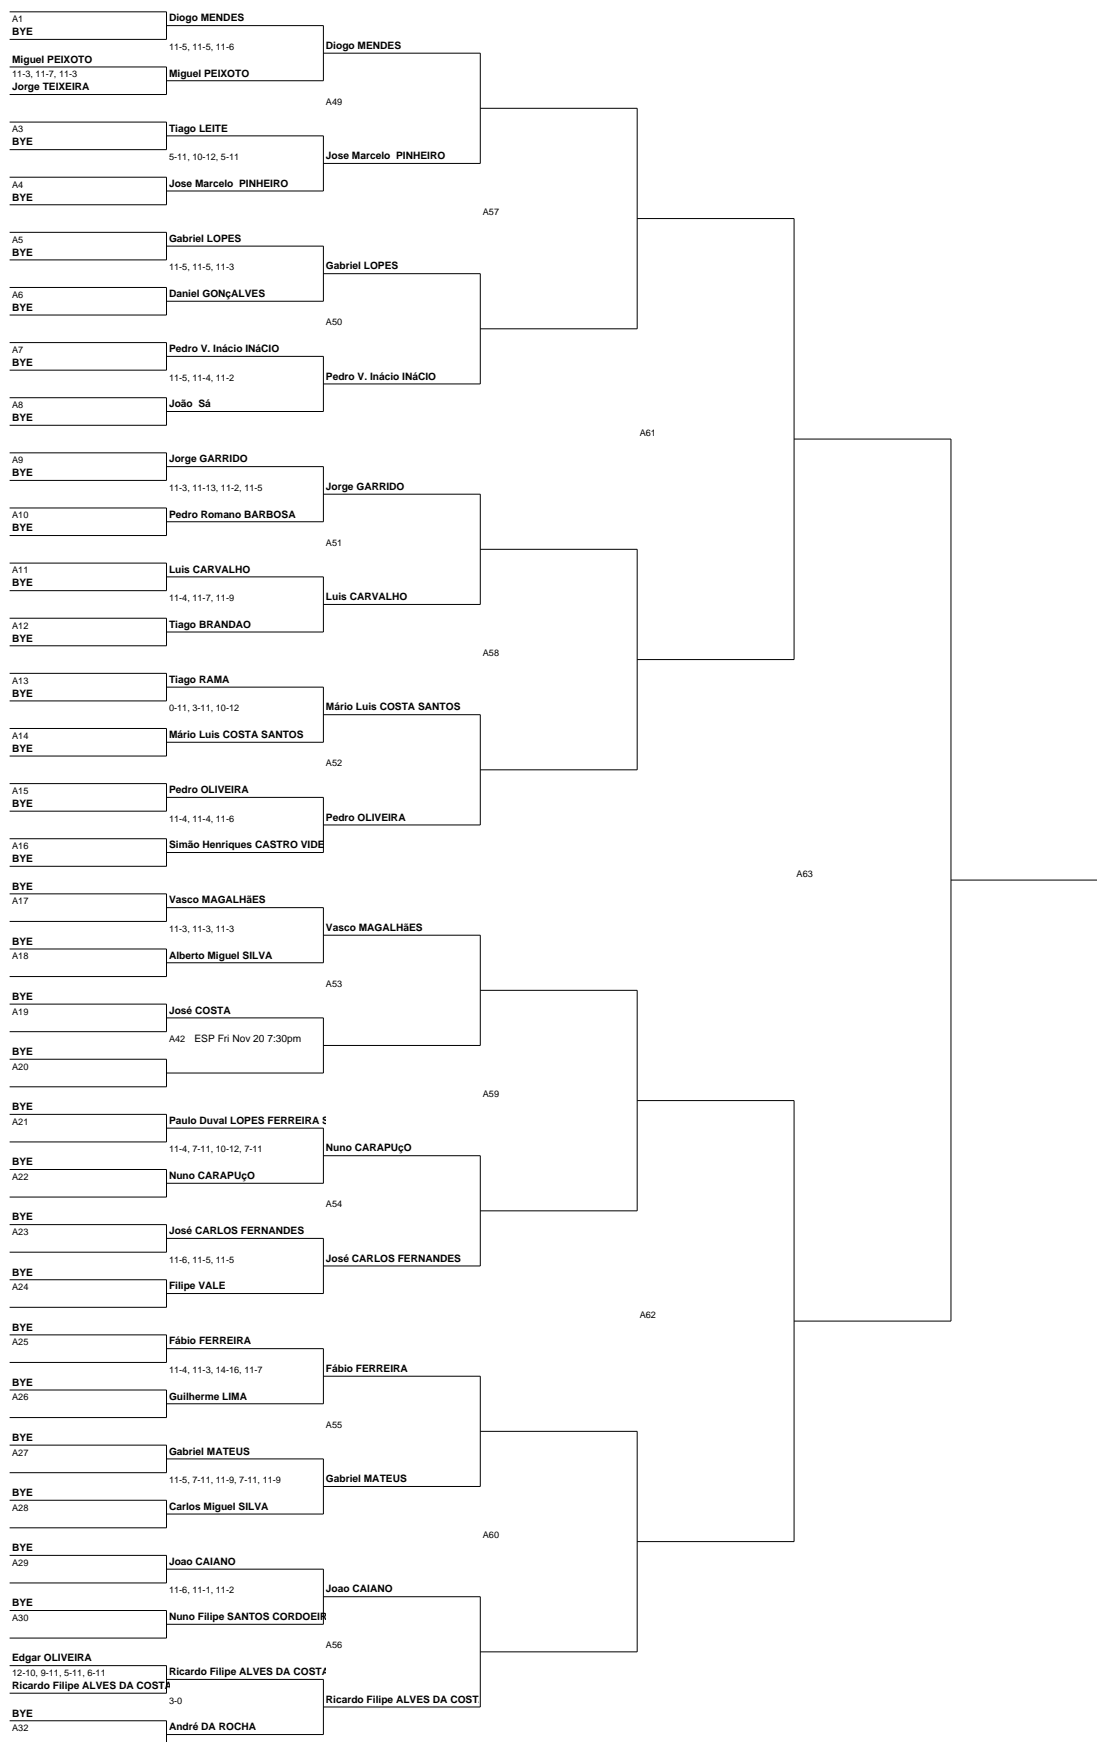 A1
BYE
Diogo MENDES
11-5, 11-5, 11-6
Diogo MENDES
Miguel PEIXOTO
11-3, 11-7, 11-3
Jorge TEIXEIRA
Miguel PEIXOTO
A49
A3
BYE
Tiago LEITE
5-11, 10-12, 5-11
Jose Marcelo  PINHEIRO
A4
BYE
Jose Marcelo  PINHEIRO
A57
A5
BYE
Gabriel LOPES
11-5, 11-5, 11-3
Gabriel LOPES
A6
BYE
Daniel GONçALVES
A50
A7
BYE
Pedro V. Inácio INáCIO
11-5, 11-4, 11-2
Pedro V. Inácio INáCIO
A8
BYE
João  Sá
A61
A9
BYE
Jorge GARRIDO
11-3, 11-13, 11-2, 11-5
Jorge GARRIDO
A10
BYE
Pedro Romano BARBOSA
A51
A11
BYE
Luis CARVALHO
11-4, 11-7, 11-9
Luis CARVALHO
A12
BYE
Tiago BRANDAO
A58
A13
BYE
Tiago RAMA
0-11, 3-11, 10-12
Mário Luis COSTA SANTOS
A14
BYE
Mário Luis COSTA SANTOS
A52
A15
BYE
Pedro OLIVEIRA
11-4, 11-4, 11-6
Pedro OLIVEIRA
A16
BYE
Simão Henriques CASTRO VIDE
A63
BYE
A17
Vasco MAGALHãES
11-3, 11-3, 11-3
Vasco MAGALHãES
BYE
A18
Alberto Miguel SILVA
A53
BYE
A19
José COSTA
A42 ESP Fri Nov 20 7:30pm
BYE
A20
A59
BYE
A21
Paulo Duval LOPES FERREIRA S
11-4, 7-11, 10-12, 7-11
Nuno CARAPUçO
BYE
A22
Nuno CARAPUçO
A54
BYE
A23
José CARLOS FERNANDES
11-6, 11-5, 11-5
José CARLOS FERNANDES
BYE
A24
Filipe VALE
A62
BYE
A25
Fábio FERREIRA
11-4, 11-3, 14-16, 11-7
Fábio FERREIRA
BYE
A26
Guilherme LIMA
A55
BYE
A27
Gabriel MATEUS
11-5, 7-11, 11-9, 7-11, 11-9
Gabriel MATEUS
BYE
A28
Carlos Miguel SILVA
A60
BYE
A29
Joao CAIANO
11-6, 11-1, 11-2
Joao CAIANO
BYE
A30
Nuno Filipe SANTOS CORDOEIR
A56
Edgar OLIVEIRA
12-10, 9-11, 5-11, 6-11
Ricardo Filipe ALVES DA COSTA
Ricardo Filipe ALVES DA COSTA
3-0
Ricardo Filipe ALVES DA COST
BYE
A32
André DA ROCHA